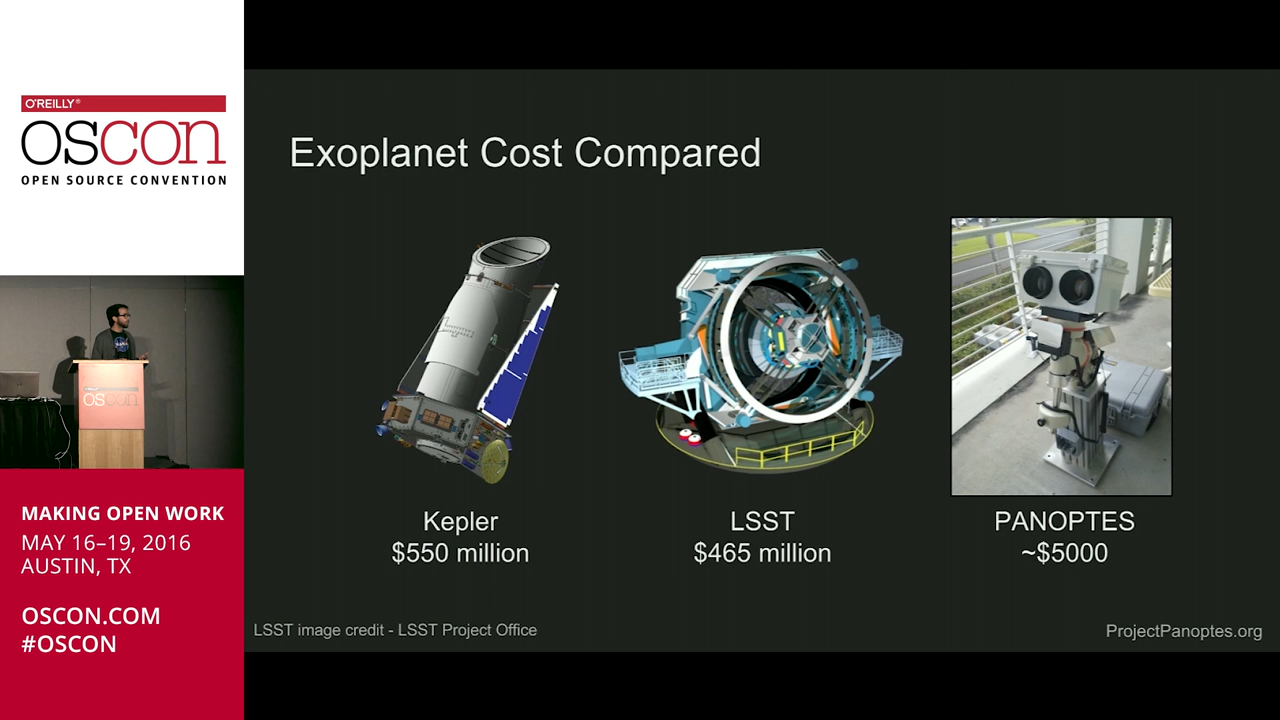 O'REILLY®
OSCON
OPEN SOURCE CONVENTION
OSCON
MAKING OPEN WORK
MAY 16–19, 2016
AUSTIN, TX
OSCON.COM
#OSCON
Exoplanet Cost Compared
Kepler
$550 million
LSST
$465 million
PANOPTES
~$5000
LSST image credit - LSST Project Office
ProjectPanoptes.org